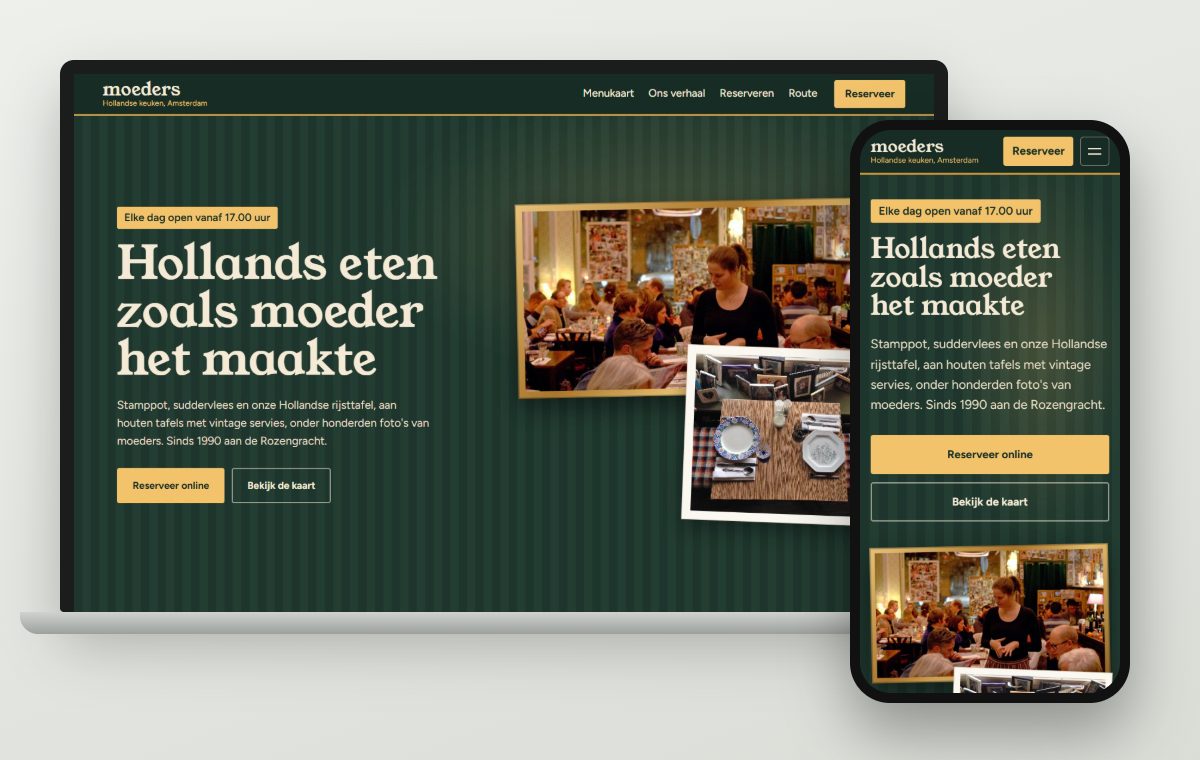 moeders
Hollandse keuken, Amsterdam
Menukaart Ons verhaal Reserveren Route Reserveer
Elke dag open vanaf 17.00 uur
Hollands eten
zoals moeder
het maakte
Stamppot, suddervlees en onze Hollandse rijsttafel, aan
houten tafels met vintage servies, onder honderden foto's van
moeders. Sinds 1990 aan de Rozengracht.
Reserveer online Bekijk de kaart
moeders
Hollandse keuken, Amsterdam
Reserveer
Elke dag open vanaf 17.00 uur
Hollands eten
zoals moeder
het maakte
Stamppot, suddervlees en onze Hollandse
rijsttafel, aan houten tafels met vintage
servies, onder honderden foto's van
moeders. Sinds 1990 aan de Rozengracht.
Reserveer online
Bekijk de kaart